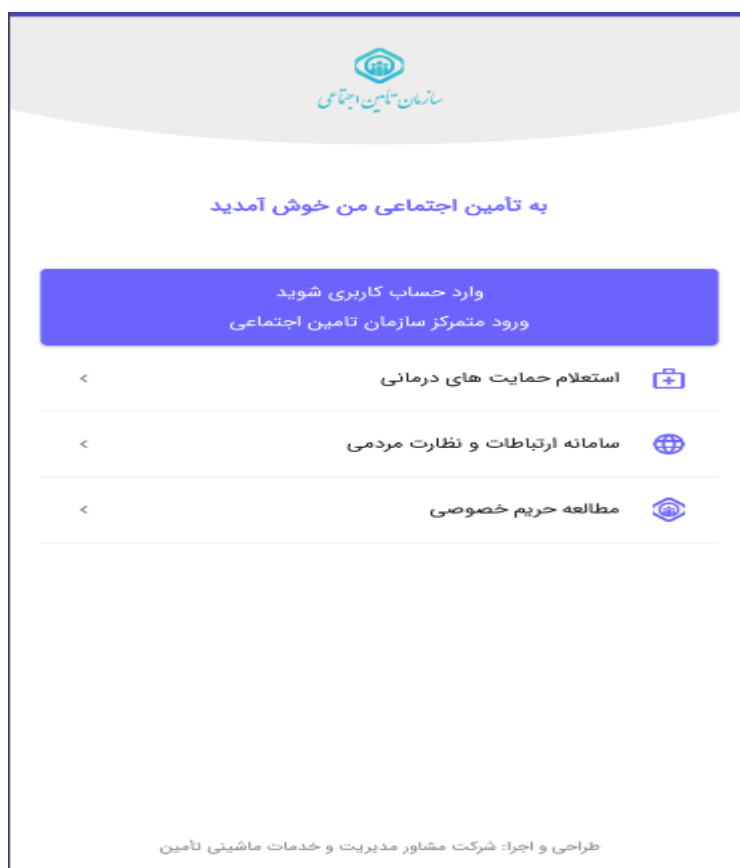 سازمان تأمین اجتماعی
به تأمین اجتماعی من خوش آمدید
وارد حساب کاربری شوید
ورود متمرکز سازمان تامین اجتماعی
استعلام حمایت های درمانی
سامانه ارتباطات و نظارت مردمی
مطالعه حریم خصوصی
طراحی و اجرا: شرکت مشاور مدیریت و خدمات ماشینی تأمین